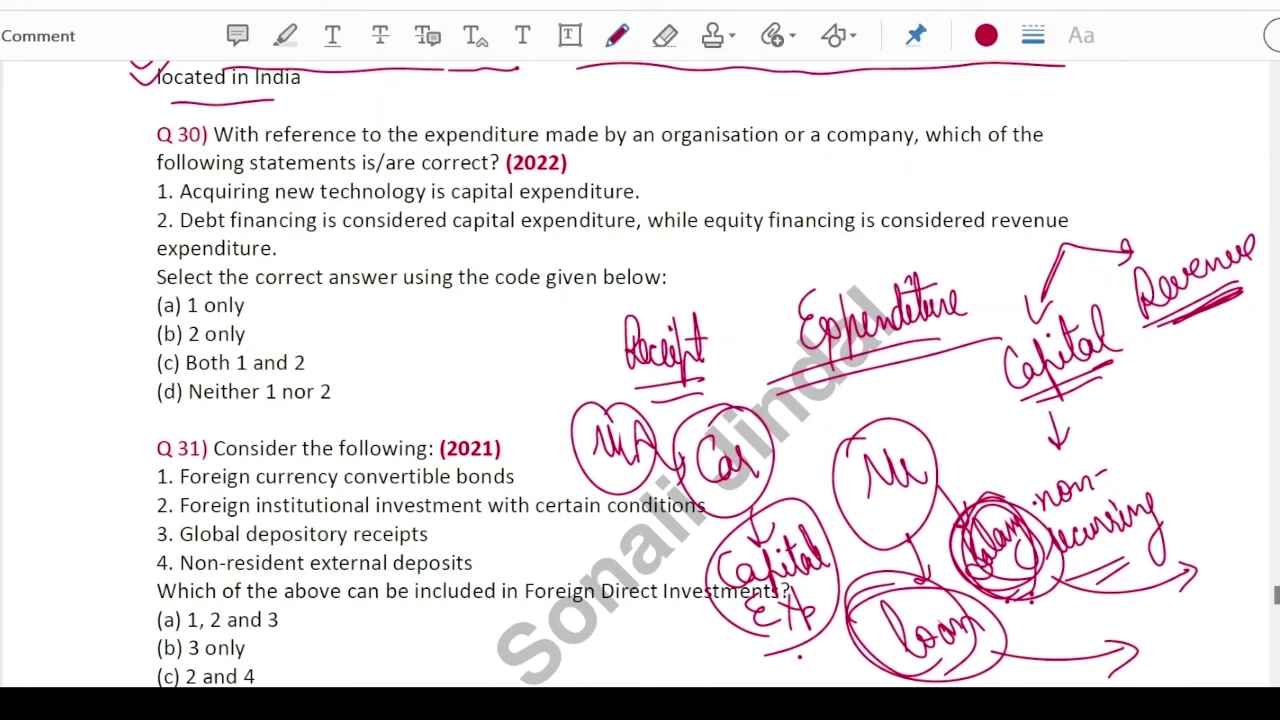 Comment
Aa
located in India
Q 30) With reference to the expenditure made by an organisation or a company, which of the
following statements is/are correct? (2022)
1. Acquiring new technology is capital expenditure.
2. Debt financing is considered capital expenditure, while equity financing is considered revenue
expenditure.
Select the correct answer using the code given below:
(a) 1 only
(b) 2 only
(c) Both 1 and 2
(d) Neither 1 nor 2
Receipt
Expenditure
Capital
Revenue
Car
Capital
Exp
loan
Salary
non-
recurring
Q 31) Consider the following: (2021)
1. Foreign currency convertible bonds
2. Foreign institutional investment with certain conditions
3. Global depository receipts
4. Non-resident external deposits
Which of the above can be included in Foreign Direct Investments?
(a) 1, 2 and 3
(b) 3 only
(c) 2 and 4
Sonali Jindal